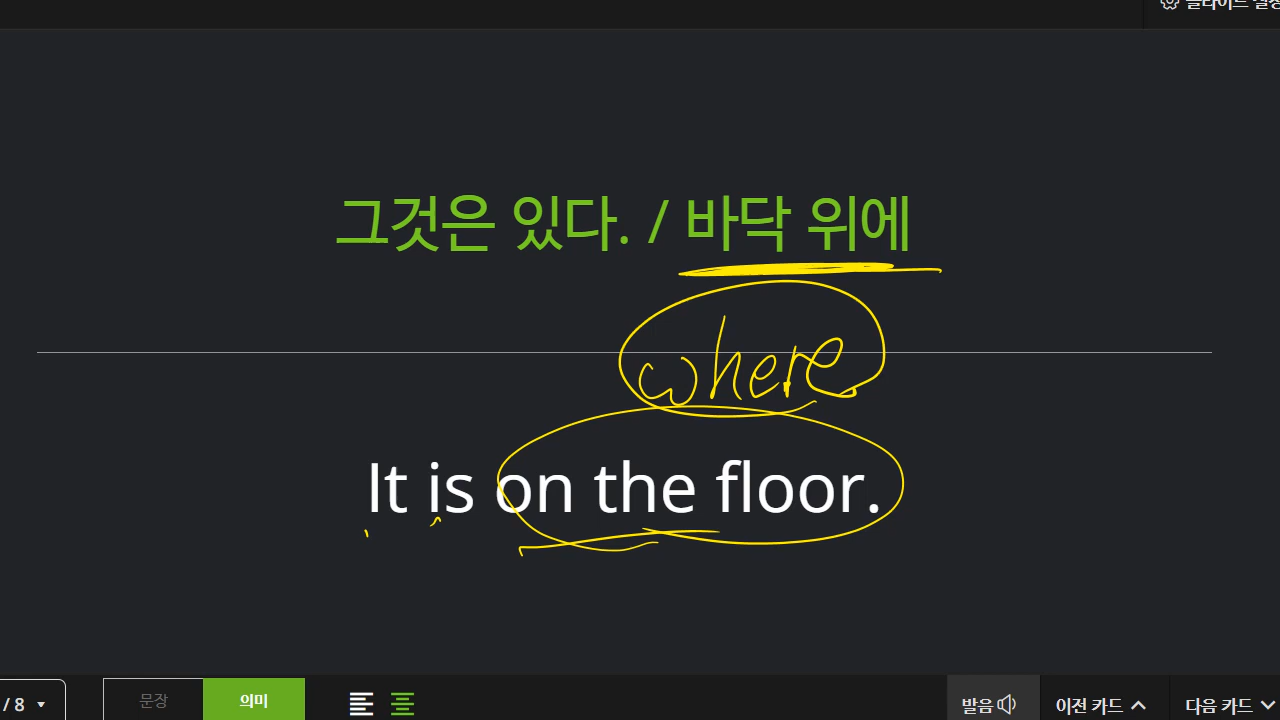 그것은 있다. / 바닥 위에
where
It is on the floor.
/ 8
문장
의미
발음
이전 카드
다음 카드